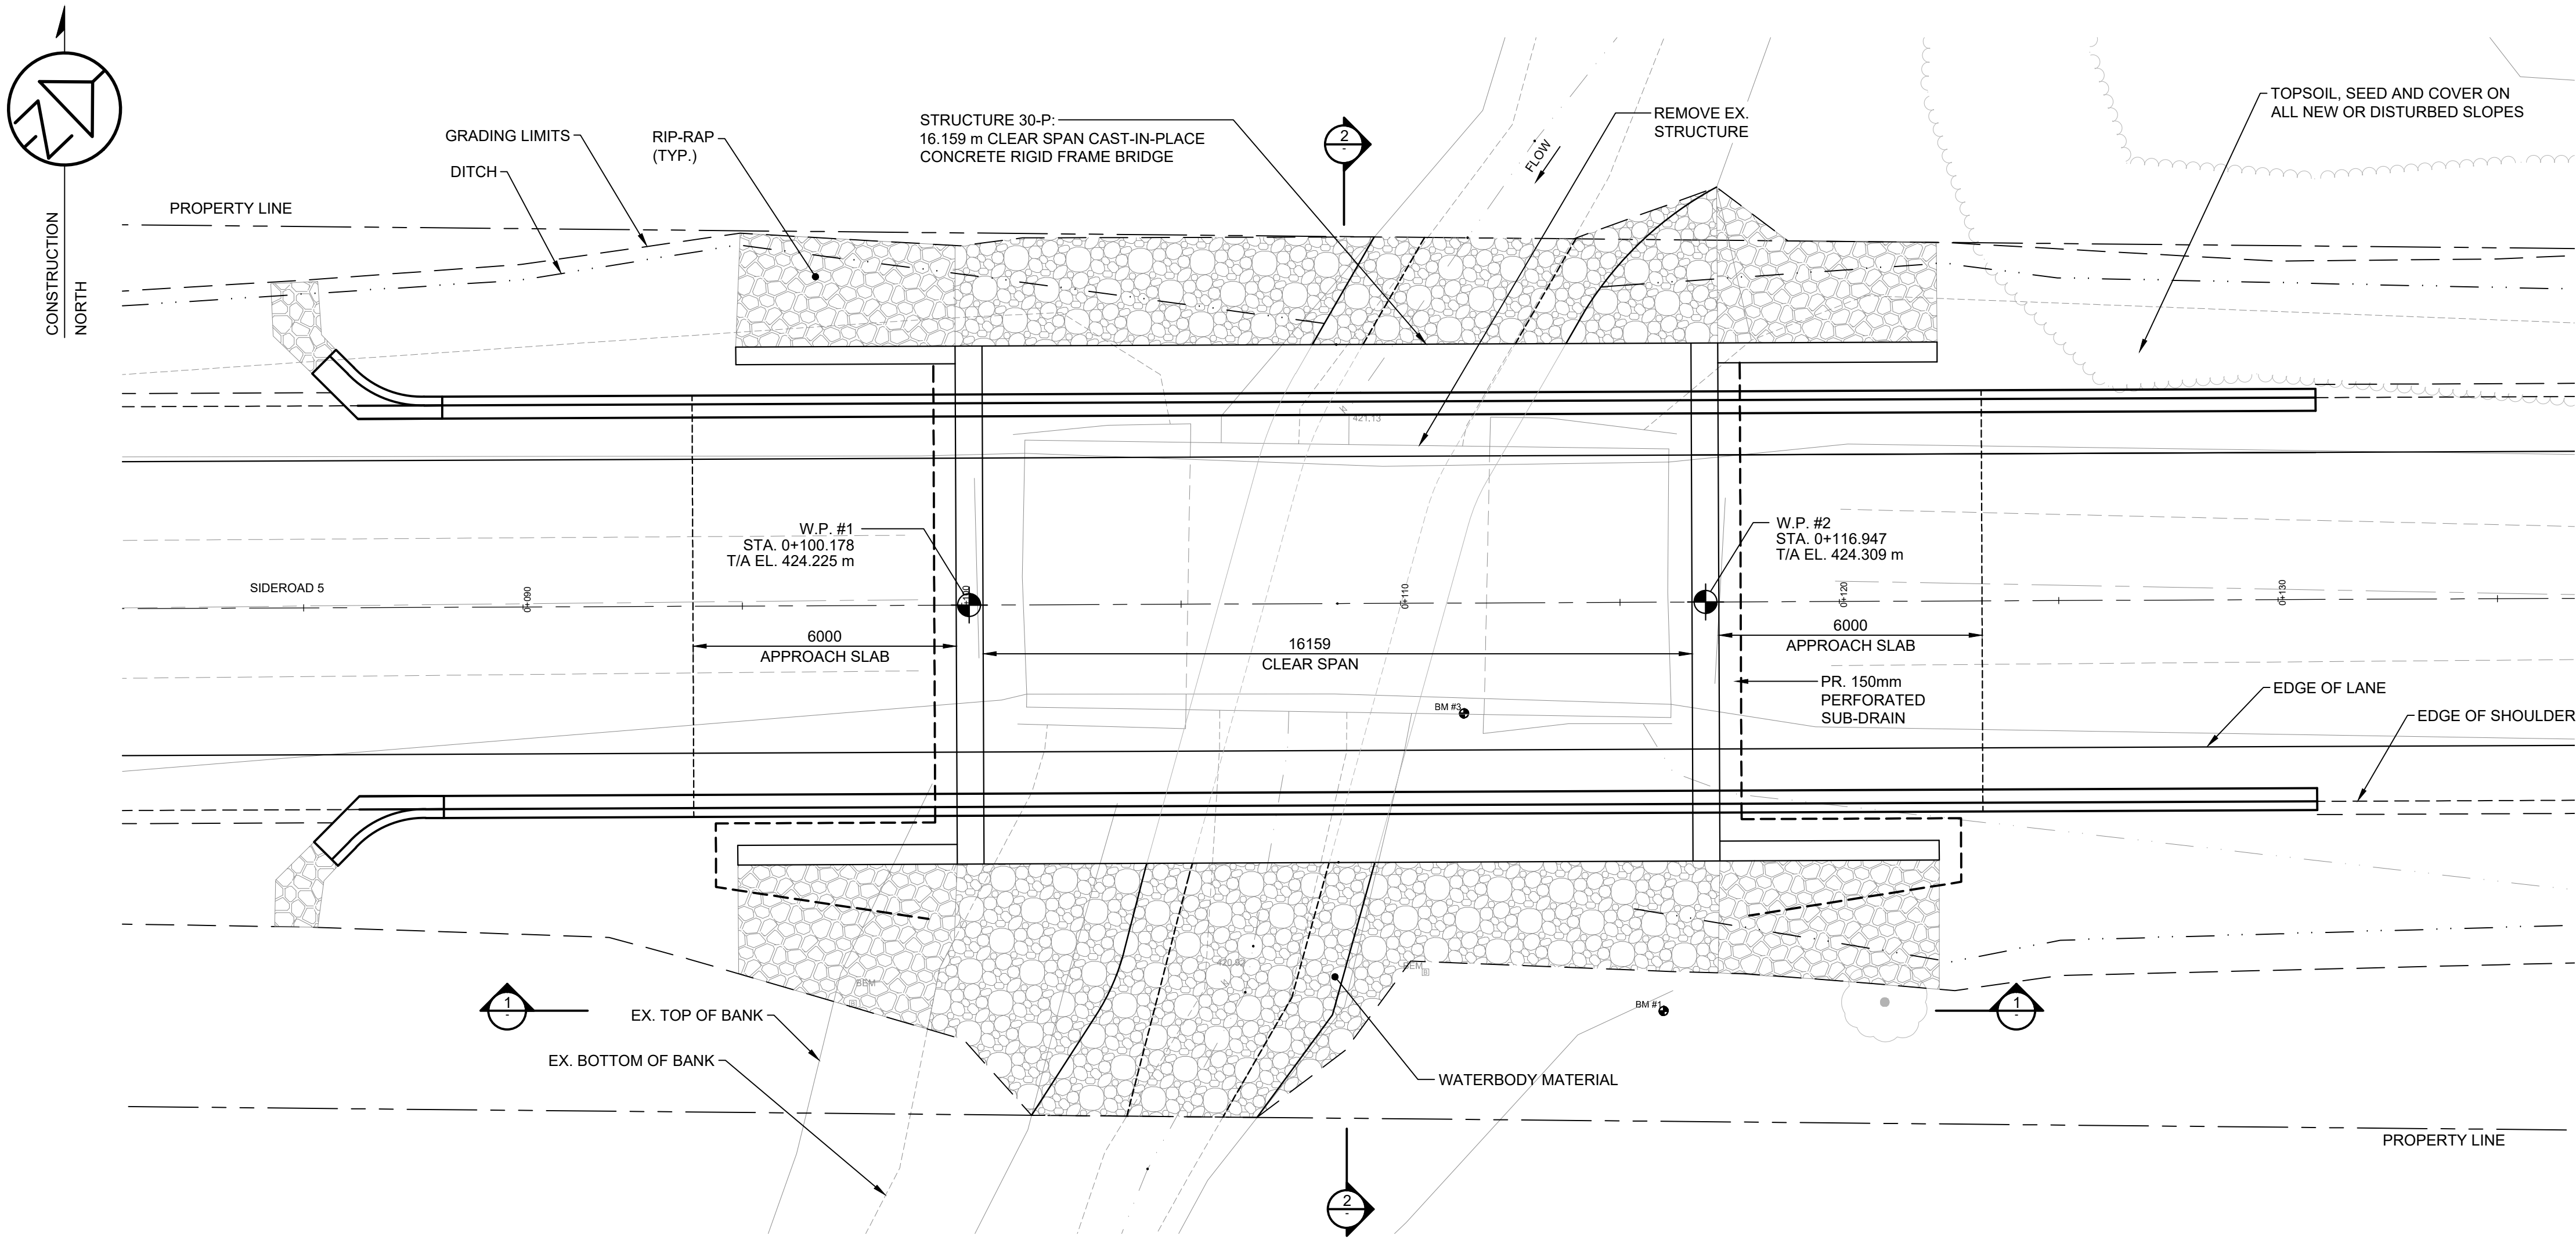 CONSTRUCTION
NORTH
N
PROPERTY LINE
GRADING LIMITS
DITCH
RIP-RAP
(TYP.)
STRUCTURE 30-P:
16.159 m CLEAR SPAN CAST-IN-PLACE
CONCRETE RIGID FRAME BRIDGE
2
-
FLOW
REMOVE EX.
STRUCTURE
TOPSOIL, SEED AND COVER ON
ALL NEW OR DISTURBED SLOPES
421.13
W.P. #1
STA. 0+100.178
T/A EL. 424.225 m
W.P. #2
STA. 0+116.947
T/A EL. 424.309 m
SIDEROAD 5
0+090
0+110
0+120
0+130
6000
APPROACH SLAB
16159
CLEAR SPAN
6000
APPROACH SLAB
PR. 150mm
PERFORATED
SUB-DRAIN
EDGE OF LANE
EDGE OF SHOULDER
BM #3
BEM
BEM
BM #1
1
-
1
-
EX. TOP OF BANK
EX. BOTTOM OF BANK
WATERBODY MATERIAL
PROPERTY LINE
2
-